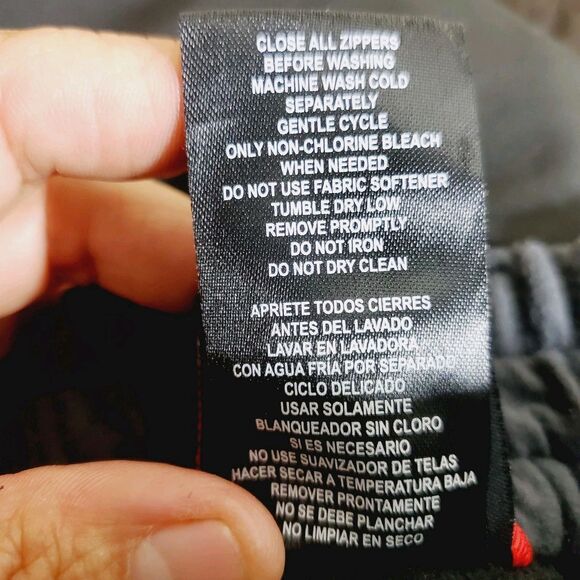 CLOSE ALL ZIPPERS
BEFORE WASHING
MACHINE WASH COLD
SEPARATELY
GENTLE CYCLE
ONLY NON-CHLORINE BLEACH
WHEN NEEDED
DO NOT USE FABRIC SOFTENER
TUMBLE DRY LOW
REMOVE PROMPTLY
DO NOT IRON
DO NOT DRY CLEAN
APRIETE TODOS CIERRES
ANTES DEL LAVADO
LAVAR EN LAVADORA
CON AGUA FRIA POR SEPARADO
CICLO DELICADO
USAR SOLAMENTE
BLANQUEADOR SIN CLORO
SI ES NECESARIO
NO USE SUAVIZADOR DE TELAS
HACER SECAR A TEMPERATURA BAJA
REMOVER PRONTAMENTE
NO SE DEBE PLANCHAR
NO LIMPIAR EN SECO